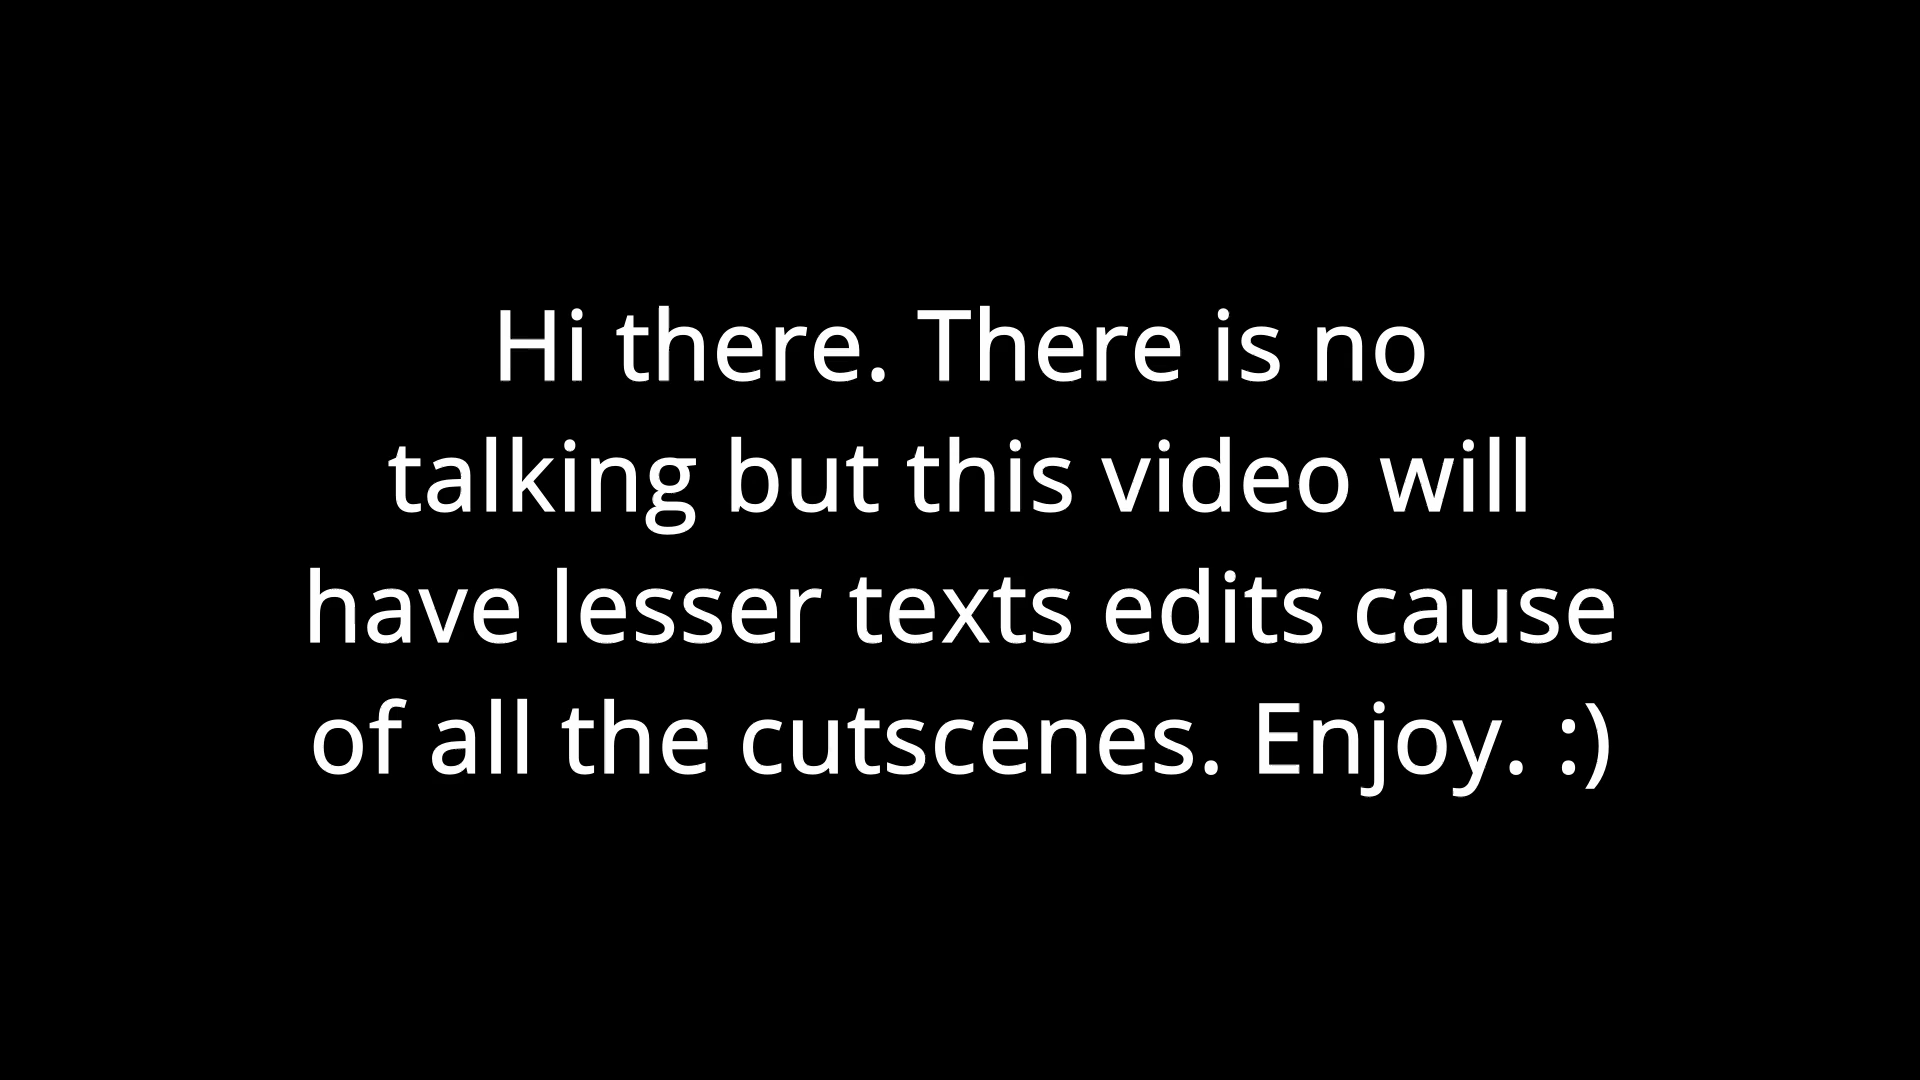 Hi there. There is no
talking but this video will
have lesser texts edits cause
of all the cutscenes. Enjoy. :)